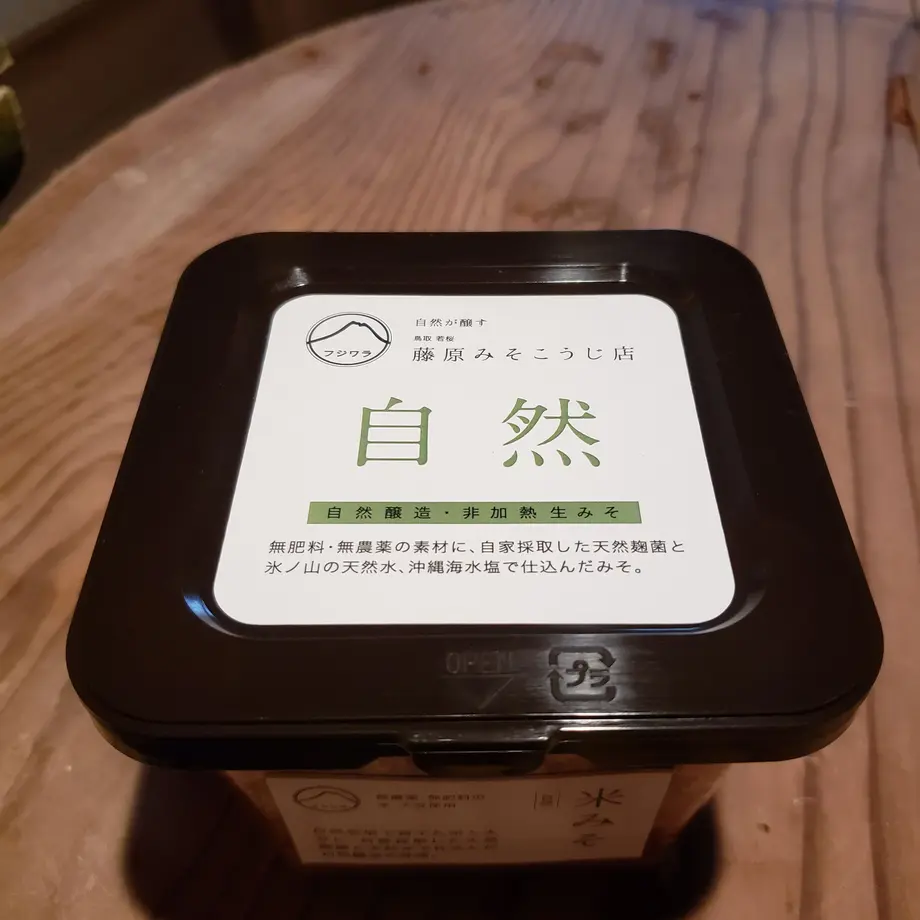 フジワラ
自然が醸す
鳥取 若桜
藤原みそこうじ店
自然
自然醸造・非加熱生みそ
無肥料・無農薬の素材に、自家採取した天然麹菌と
氷ノ山の天然水、沖縄海水塩で仕込んだみそ。
OPEN
プラ
米みそ